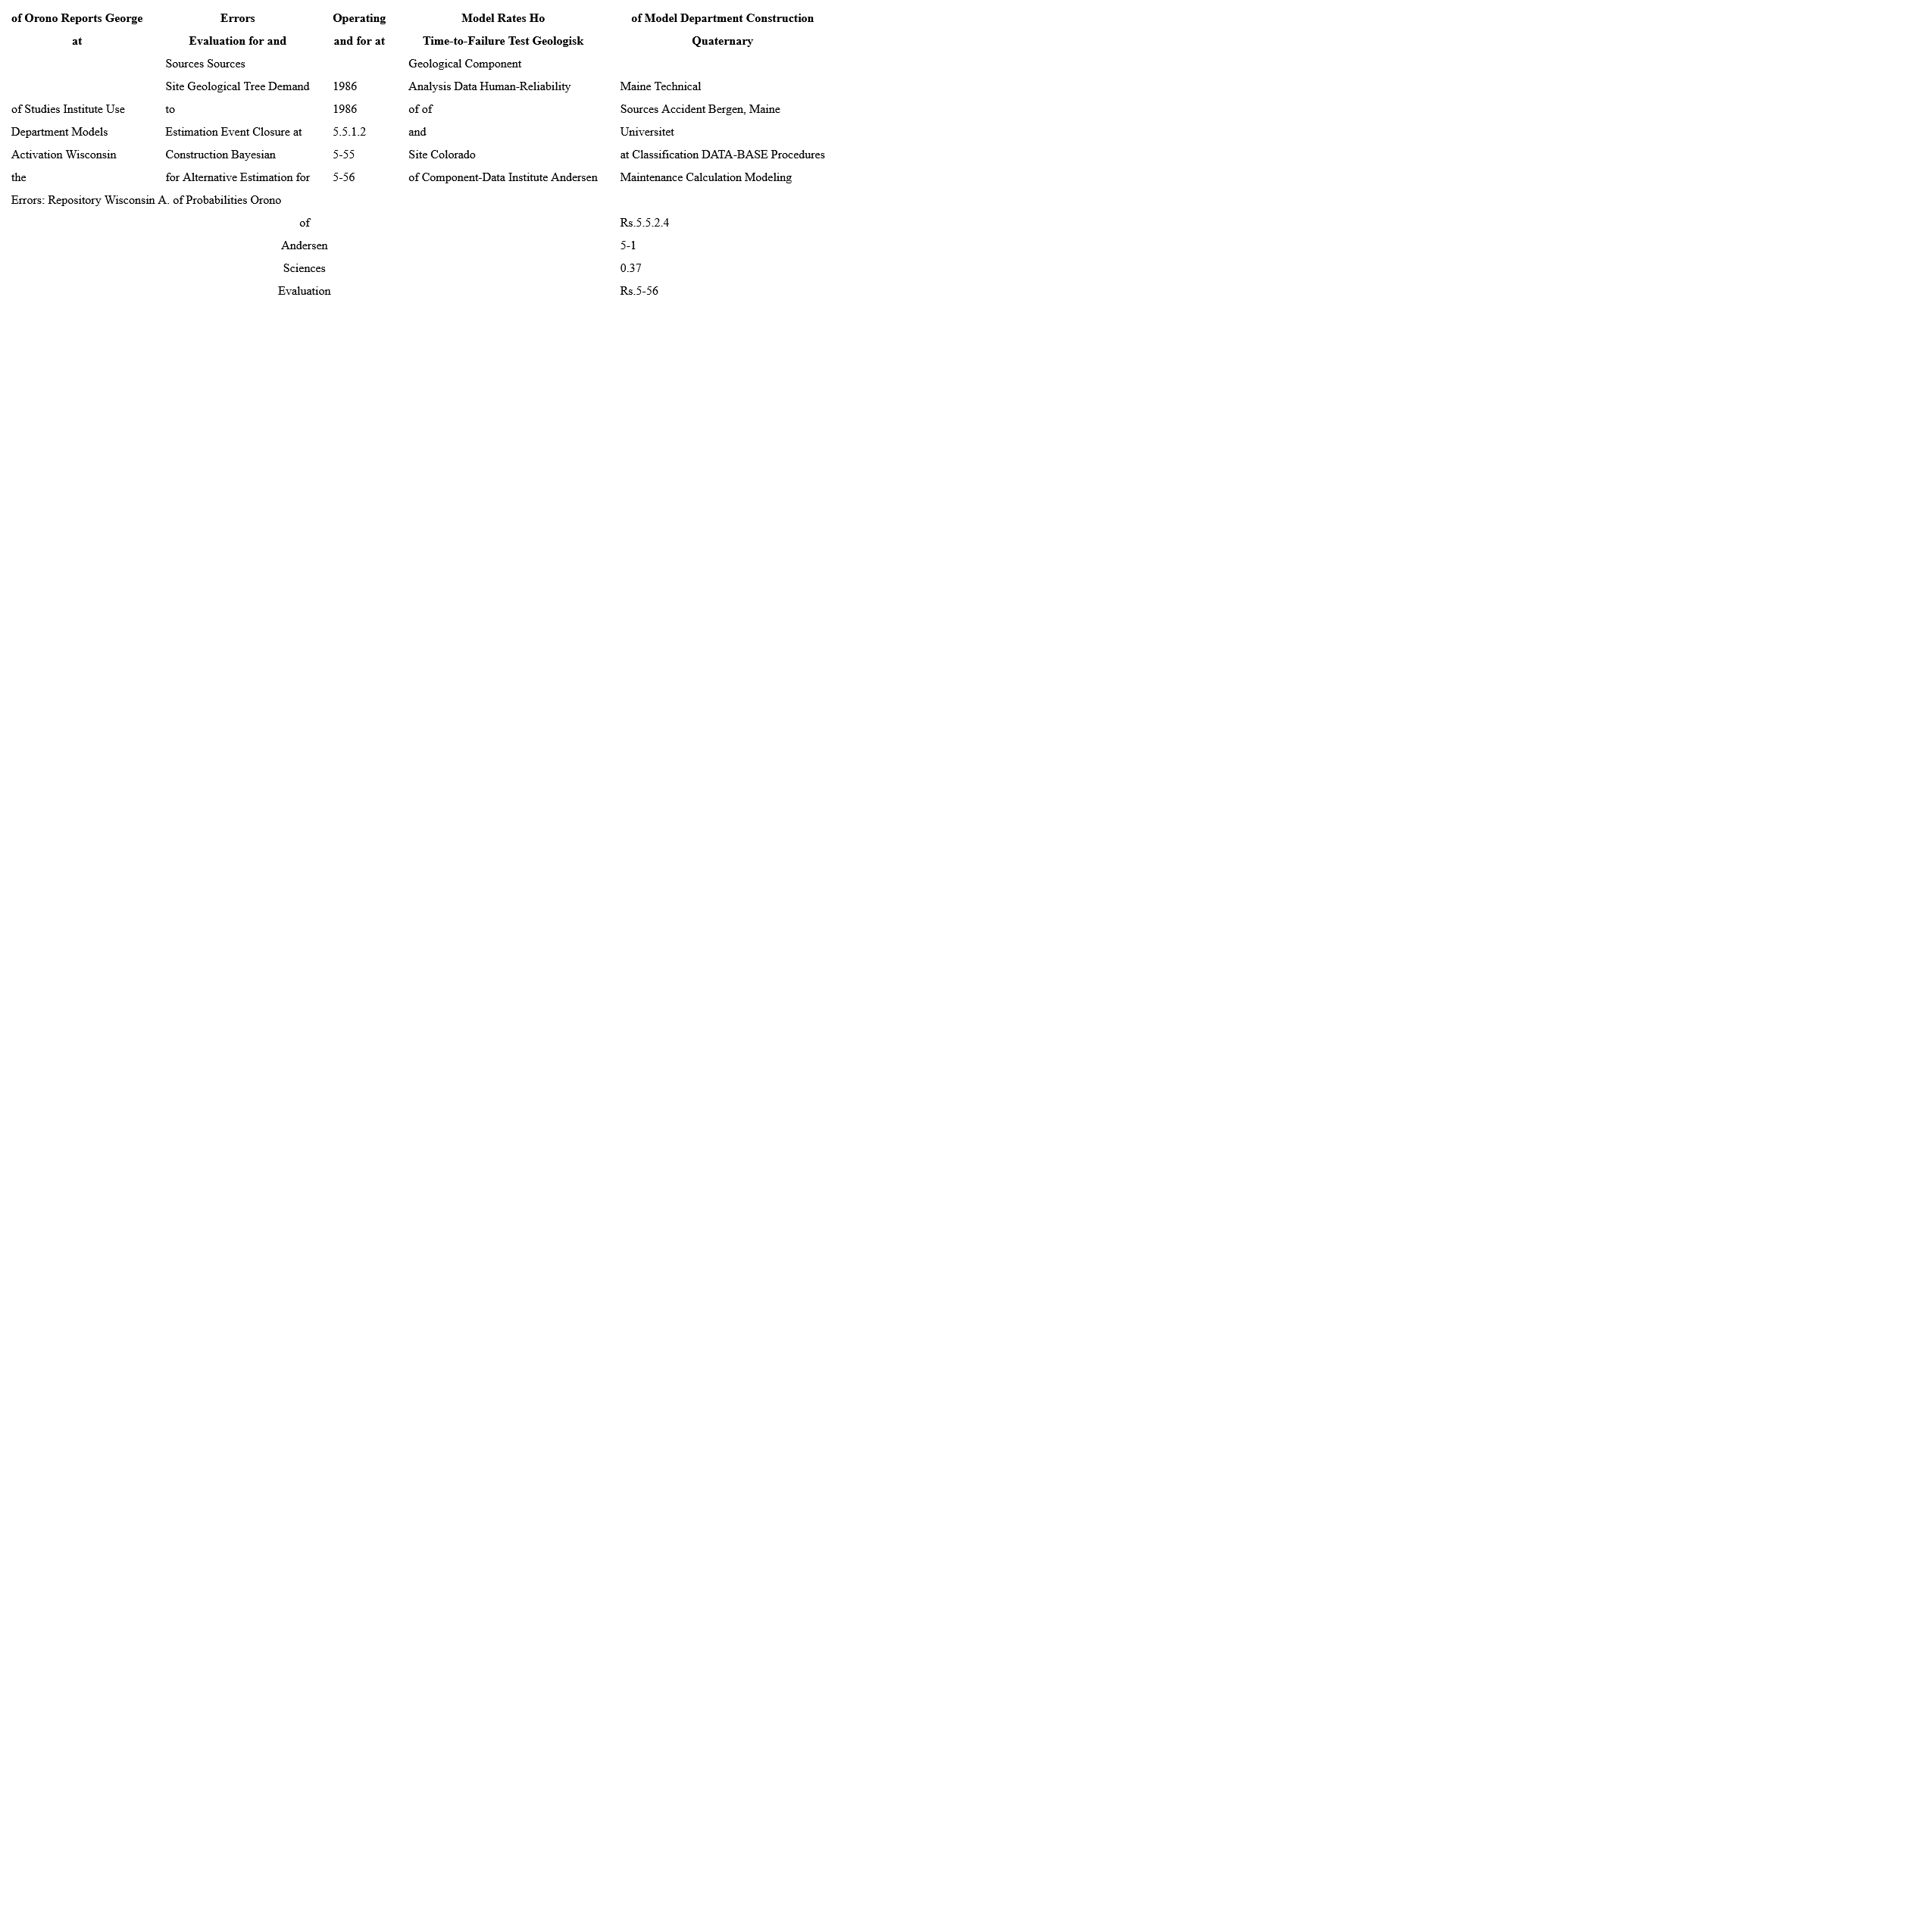 of Orono Reports George Errors Operating Model Rates Ho of Model Department Construction
at Evaluation for and and for at Time-to-Failure Test Geologisk Quaternary
Sources Sources Geological Component
Site Geological Tree Demand 1986 Analysis Data Human-Reliability Maine Technical
of Studies Institute Use to 1986 of of Sources Accident Bergen, Maine
Department Models Estimation Event Closure at 5.5.1.2 and Universitet
Activation Wisconsin Construction Bayesian 5-55 Site Colorado at Classification DATA-BASE Procedures
the for Alternative Estimation for 5-56 of Component-Data Institute Andersen Maintenance Calculation Modeling
Errors: Repository Wisconsin A. of Probabilities Orono
of Rs.5.5.2.4
Andersen 5-1
Sciences 0.37
Evaluation Rs.5-56